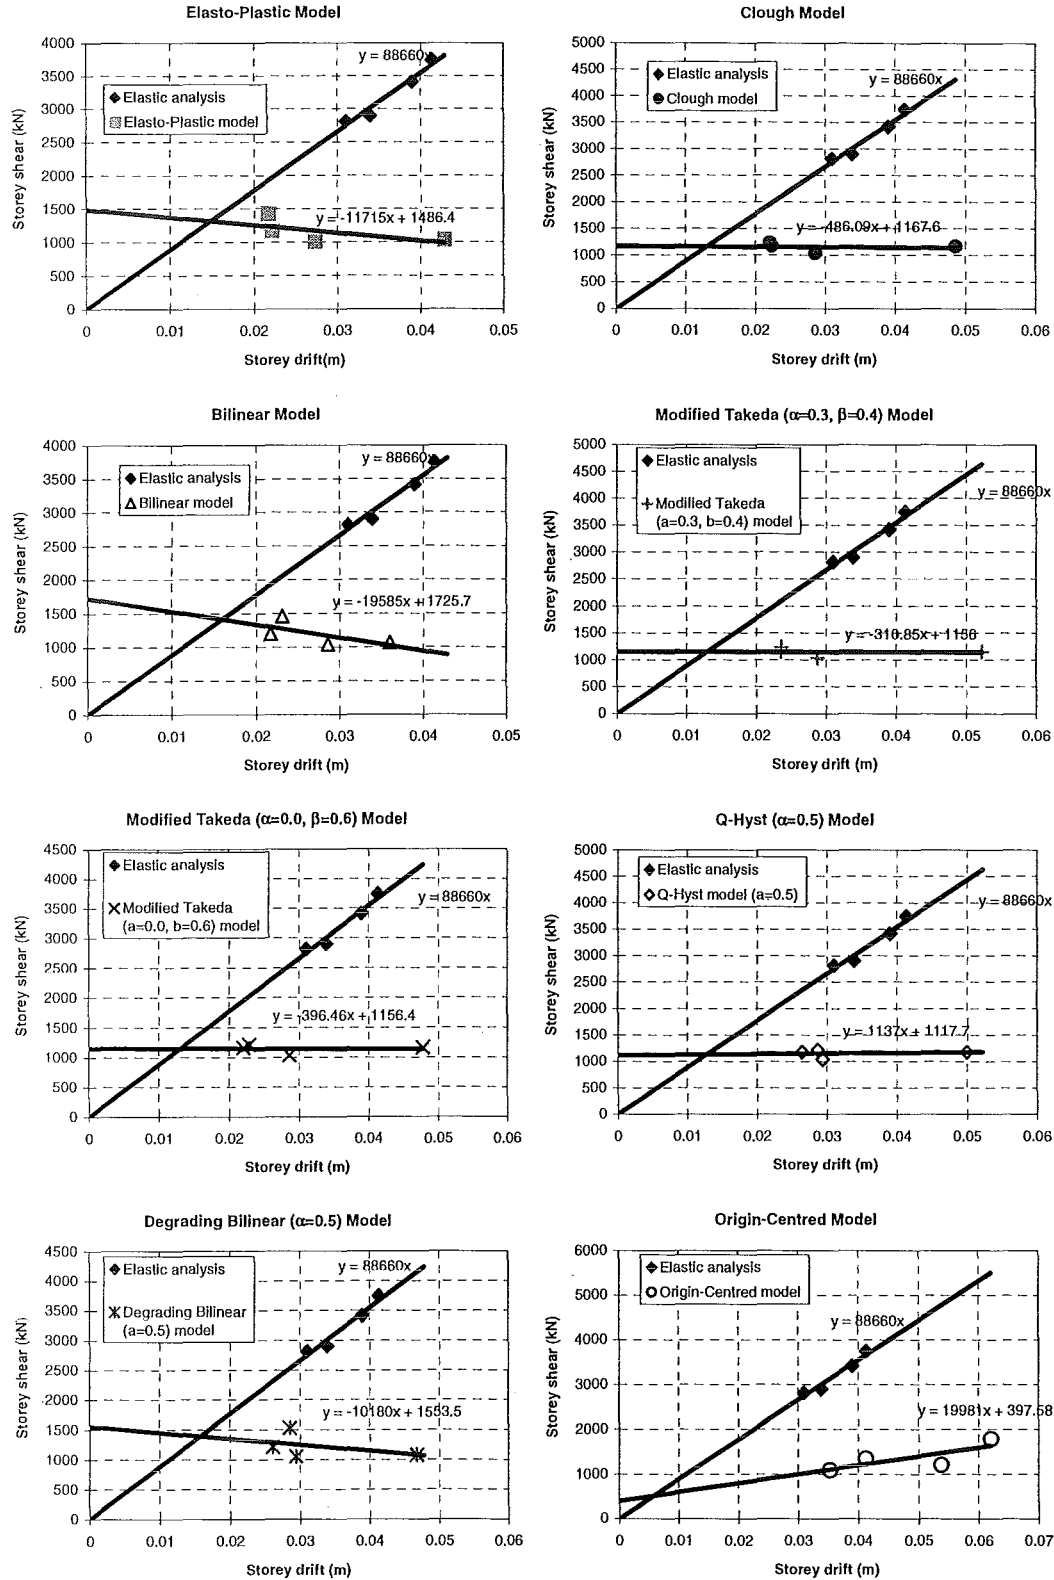 Elasto-Plastic Model
Storey shear (kN)
4000
3500
3000
2500
2000
1500
1000
500
0
y = 88660x
Elastic analysis
Elasto-Plastic model
y = -11715x + 1486.4
0 0.01 0.02 0.03 0.04 0.05
Storey drift(m)
Clough Model
Storey shear (kN)
5000
4500
4000
3500
3000
2500
2000
1500
1000
500
0
y = 88660x
Elastic analysis
Clough model
y = -486.09x + 1167.6
0 0.01 0.02 0.03 0.04 0.05 0.06
Storey drift (m)
Bilinear Model
Storey shear (kN)
4000
3500
3000
2500
2000
1500
1000
500
0
y = 88660x
Elastic analysis
Bilinear model
y = -19585x + 1725.7
0 0.01 0.02 0.03 0.04 0.05
Storey drift (m)
Modified Takeda (α=0.3, β=0.4) Model
Storey shear (kN)
5000
4500
4000
3500
3000
2500
2000
1500
1000
500
0
Elastic analysis
Modified Takeda
(a=0.3, b=0.4) model
y = 88660x
y = -310.85x + 1156
0 0.01 0.02 0.03 0.04 0.05 0.06
Storey drift (m)
Modified Takeda (α=0.0, β=0.6) Model
Storey shear (kN)
4500
4000
3500
3000
2500
2000
1500
1000
500
0
Elastic analysis
Modified Takeda
(a=0.0, b=0.6) model
y = 88660x
y = -396.46x + 1156.4
0 0.01 0.02 0.03 0.04 0.05 0.06
Storey drift (m)
Q-Hyst (α=0.5) Model
Storey shear (kN)
5000
4500
4000
3500
3000
2500
2000
1500
1000
500
0
Elastic analysis
Q-Hyst model (a=0.5)
y = 88660x
y = 1137x + 1117.7
0 0.01 0.02 0.03 0.04 0.05 0.06
Storey drift (m)
Degrading Bilinear (α=0.5) Model
Storey shear (kN)
4500
4000
3500
3000
2500
2000
1500
1000
500
0
y = 88660x
Elastic analysis
Degrading Bilinear
(a=0.5) model
y = -10180x + 1553.5
0 0.01 0.02 0.03 0.04 0.05 0.06
Storey drift (m)
Origin-Centred Model
Storey shear (kN)
6000
5000
4000
3000
2000
1000
0
Elastic analysis
Origin-Centred model
y = 88660x
y = 19981x + 397.58
0 0.01 0.02 0.03 0.04 0.05 0.06 0.07
Storey drift (m)